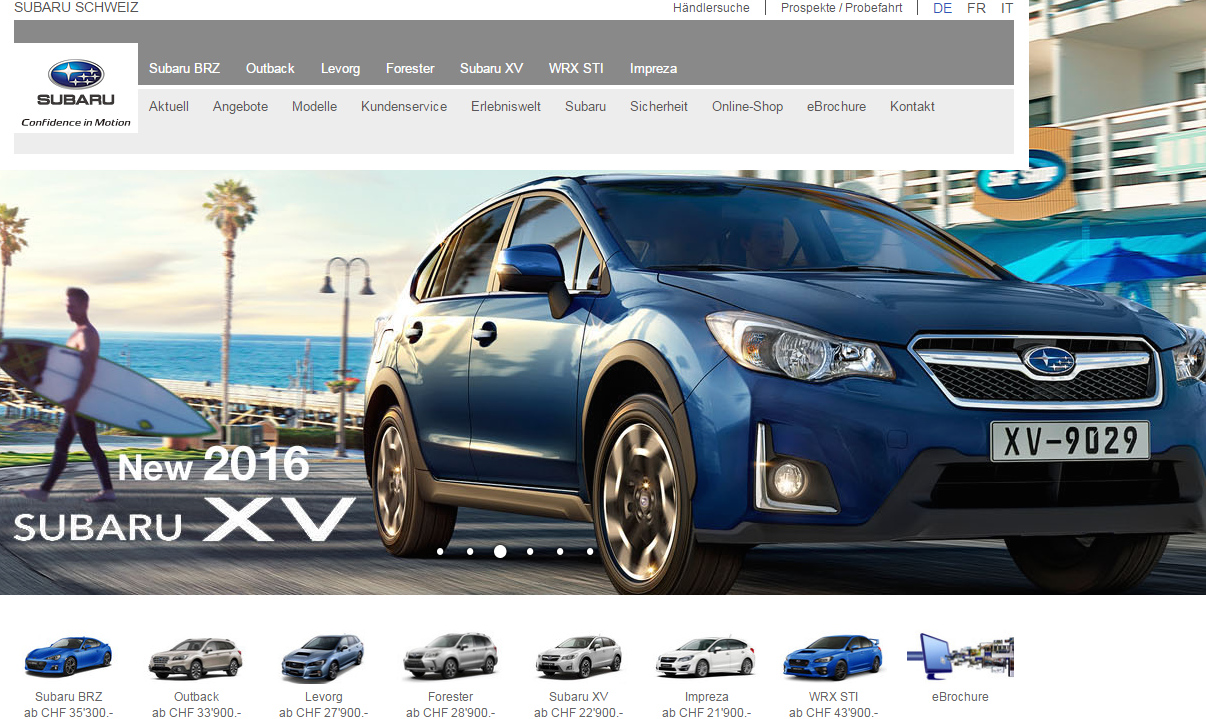 SUBARU SCHWEIZ
Händlersuche
Prospekte / Probefahrt
DE FR IT
SUBARU
Confidence in Motion
Subaru BRZ Outback Levorg Forester Subaru XV WRX STI Impreza
Aktuell Angebote Modelle Kundenservice Erlebniswelt Subaru Sicherheit Online-Shop eBrochure Kontakt
XV-9029
New 2016
SUBARU XV
Subaru BRZ
ab CHF 35'300.-
Outback
ab CHF 33'900.-
Levorg
ab CHF 27'900.-
Forester
ab CHF 28'900.-
Subaru XV
ab CHF 22'900.-
Impreza
ab CHF 21'900.-
WRX STI
ab CHF 43'900.-
eBrochure